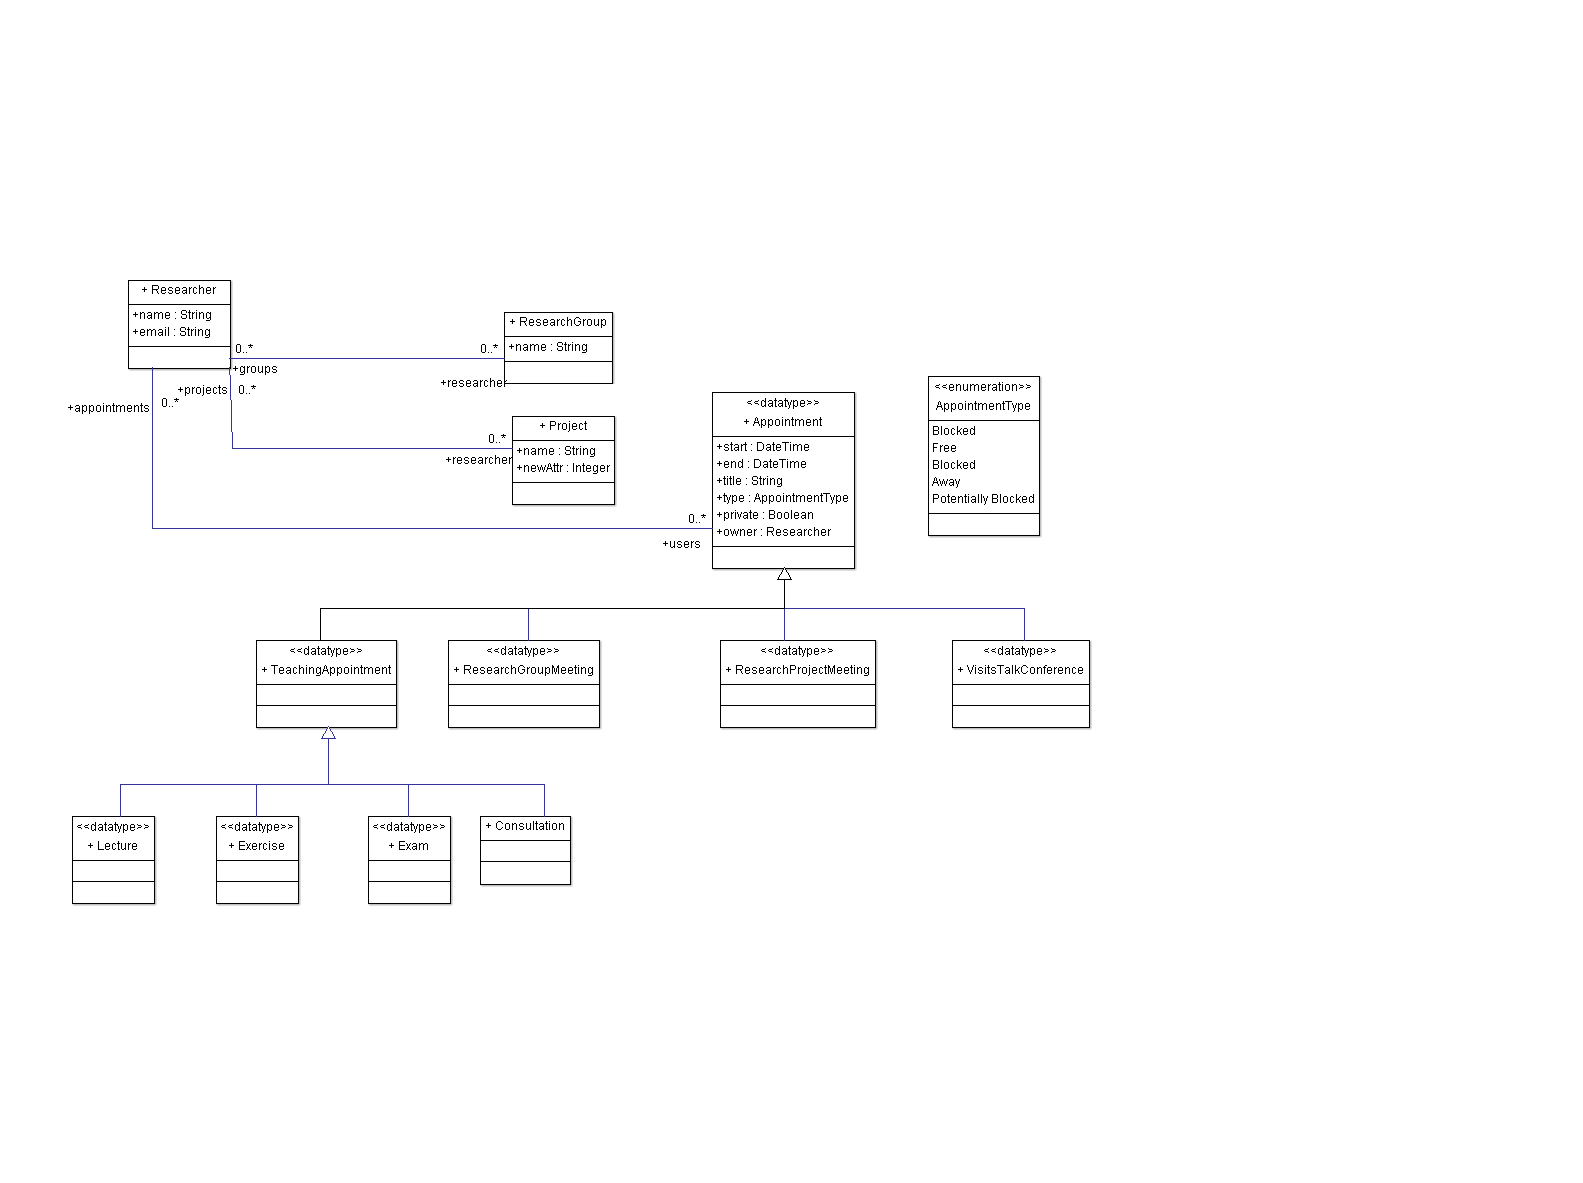 + Researcher
+name : String
+email : String
0..*
+groups
0..*
+researcher
+ ResearchGroup
+name : String
+projects
0..*
+appointments
0..*
0..*
+researcher
+ Project
+name : String
+newAttr : Integer
0..*
+users
<<datatype>>
+ Appointment
+start : DateTime
+end : DateTime
+title : String
+type : AppointmentType
+private : Boolean
+owner : Researcher
<<enumeration>>
AppointmentType
Blocked
Free
Blocked
Away
Potentially Blocked
<<datatype>>
+ TeachingAppointment
<<datatype>>
+ ResearchGroupMeeting
<<datatype>>
+ ResearchProjectMeeting
<<datatype>>
+ VisitsTalkConference
<<datatype>>
+ Lecture
<<datatype>>
+ Exercise
<<datatype>>
+ Exam
+ Consultation